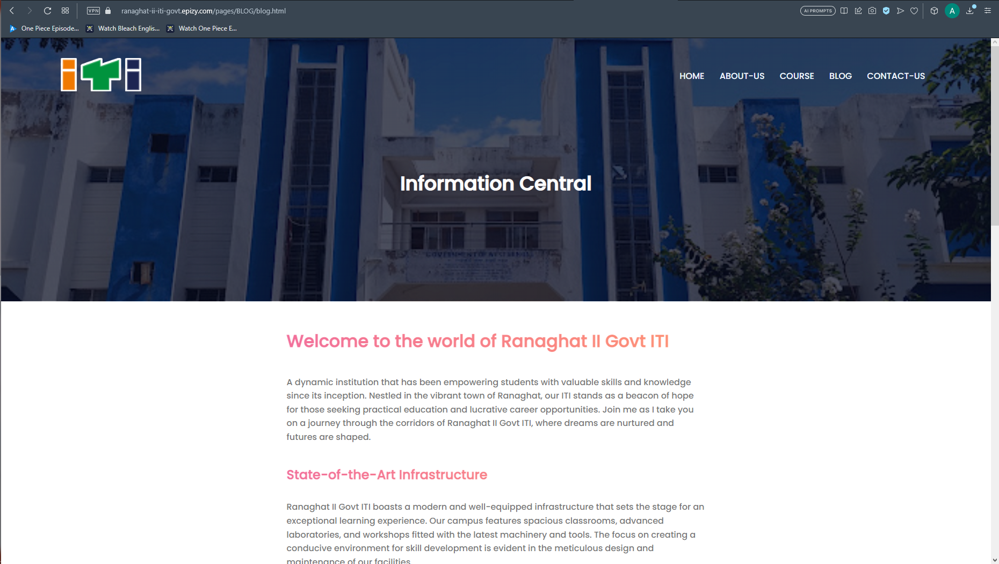 VPN
ranaghat-ii-iti-govt.epizy.com/pages/BLOG/blog.html
AI PROMPTS
A
One Piece Episode...
Watch Bleach Englis...
Watch One Piece E...
iTi
HOME
ABOUT-US
COURSE
BLOG
CONTACT-US
Information Central
GOVERNMENT OF WEST BENGAL
Welcome to the world of Ranaghat II Govt ITI
A dynamic institution that has been empowering students with valuable skills and knowledge
since its inception. Nestled in the vibrant town of Ranaghat, our ITI stands as a beacon of hope
for those seeking practical education and lucrative career opportunities. Join me as I take you
on a journey through the corridors of Ranaghat II Govt ITI, where dreams are nurtured and
futures are shaped.
State-of-the-Art Infrastructure
Ranaghat II Govt ITI boasts a modern and well-equipped infrastructure that sets the stage for an
exceptional learning experience. Our campus features spacious classrooms, advanced
laboratories, and workshops fitted with the latest machinery and tools. The focus on creating a
conducive environment for skill development is evident in the meticulous design and
maintenance of our facilities.